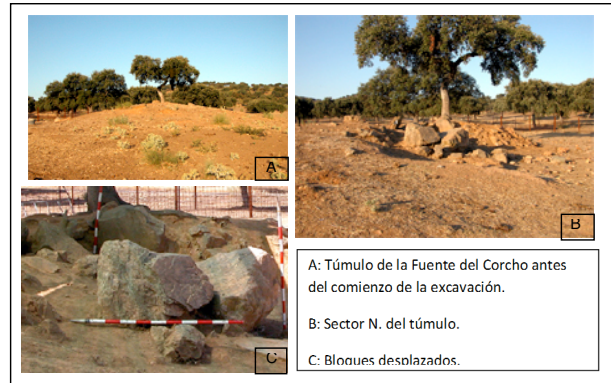 A
B
C
A: Túmulo de la Fuente del Corcho antes
del comienzo de la excavación.
B: Sector N. del túmulo.
C: Bloques desplazados.